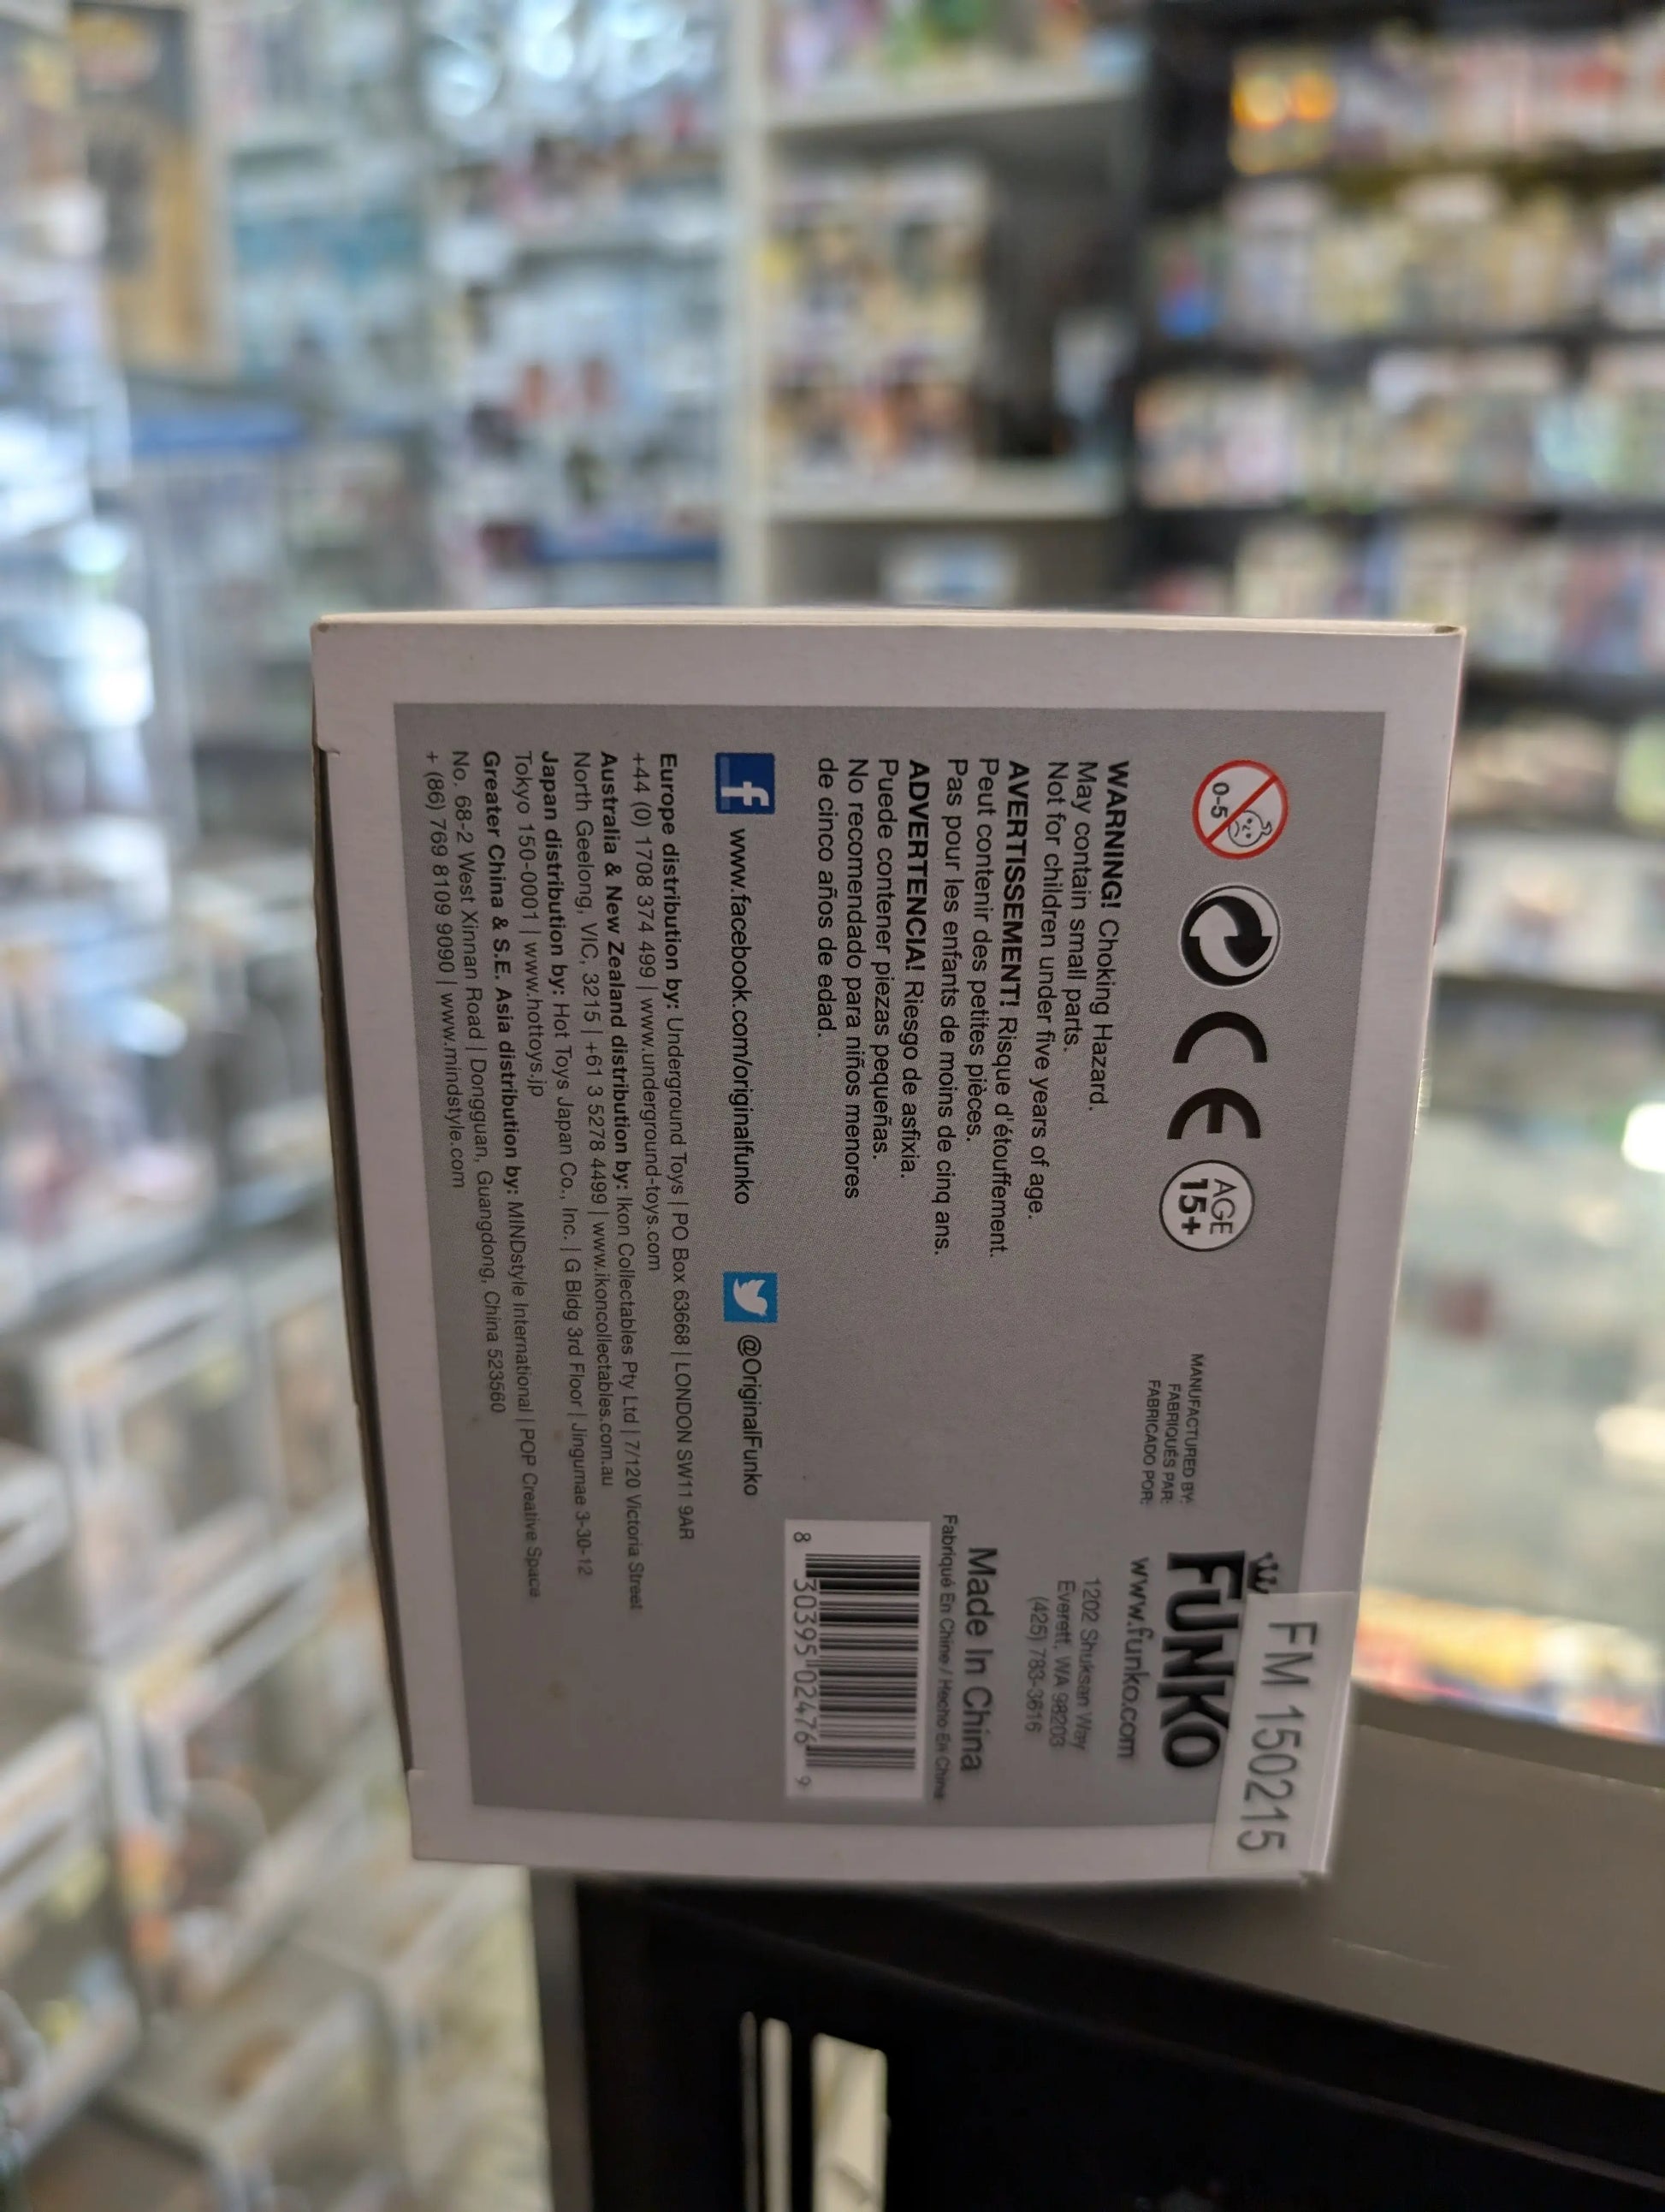 0-5
CE
AGE
15+
WARNING! Choking Hazard.
May contain small parts.
Not for children under five years of age.
AVERTISSEMENT! Risque d'étouffement.
Peut contenir des petites pièces.
Pas pour les enfants de moins de cinq ans.
ADVERTENCIA! Riesgo de asfixia.
Puede contener piezas pequeñas.
No recomendado para niños menores
de cinco años de edad.
FM 150215
MANUFACTURED BY:
FABRIQUÉS PAR:
FABRICADO POR:
FUNKO
www.funko.com
1202 Shuksan Way
Everett, WA 98203
(425) 783-3616
Made In China
Fabriqué En Chine / Hecho En China
8 30395 02476 9
f www.facebook.com/originalfunko @OriginalFunko
Europe distribution by: Underground Toys | PO Box 63668 | LONDON SW11 9AR
+44 (0) 1708 374 499 | www.underground-toys.com
Australia & New Zealand distribution by: Ikon Collectables Pty Ltd | 7/120 Victoria Street
North Geelong, VIC, 3215 | +61 3 5278 4499 | www.ikoncollectables.com.au
Japan distribution by: Hot Toys Japan Co., Inc. | G Bldg 3rd Floor | Jingumae 3-30-12
Tokyo 150-0001 | www.hottoys.jp
Greater China & S.E. Asia distribution by: MINDstyle International | POP Creative Space
No. 68-2 West Xinnan Road | Dongguan, Guangdong, China 523560
+ (86) 769 8109 9090 | www.mindstyle.com